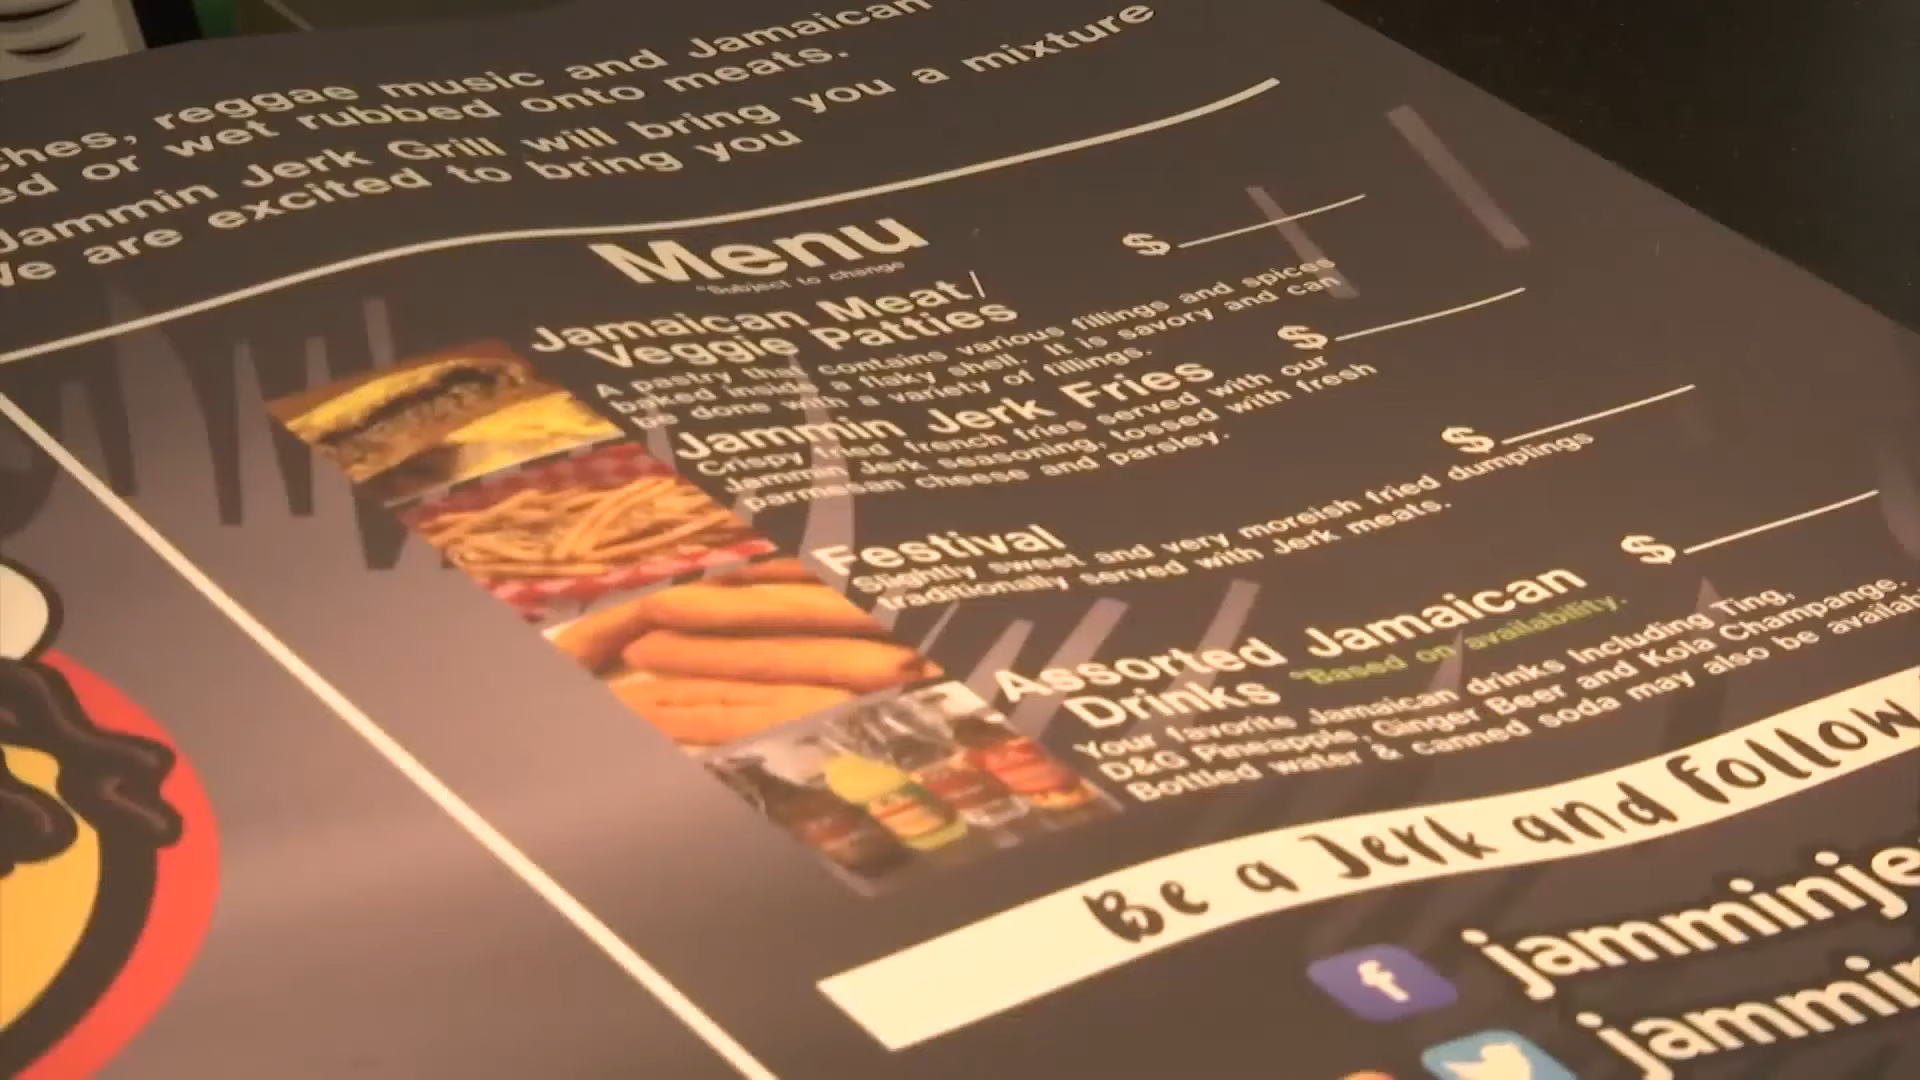 ches, reggae music and Jamaican
ed or wet rubbed onto meats.
Jammin Jerk Grill will bring you a mixture
We are excited to bring you
Menu
*Subject to change
Jamaican Meat/
Veggie Patties
$
A pastry that contains various fillings and spices
baked inside a flaky shell. It is savory and can
be done with a variety of fillings.
Jammin Jerk Fries
$
Crispy fried french fries served with our
Jammin Jerk seasoning, tossed with fresh
parmesan cheese and parsley.
Festival
$
Slightly sweet and very moreish fried dumplings
traditionally served with Jerk meats.
Assorted Jamaican
Drinks
*Based on availability.
$
Your favorite Jamaican drinks including Ting,
D&G Pineapple, Ginger Beer and Kola Champange.
Bottled water & canned soda may also be availab
Be a Jerk and Follow
f
jamminje
jammin